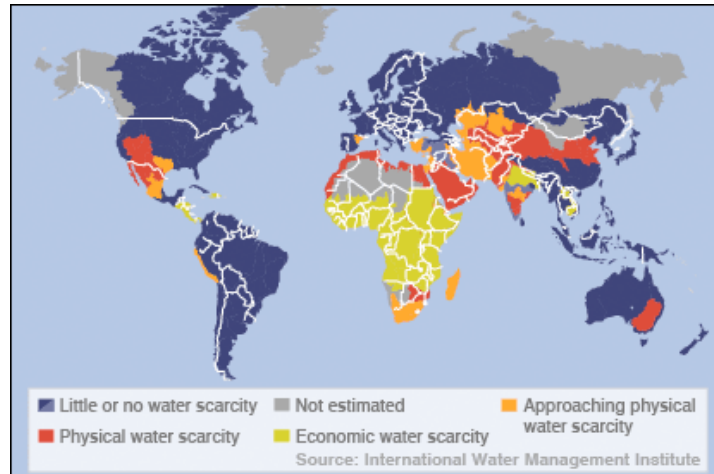 Little or no water scarcity
Not estimated
Approaching physical
water scarcity
Physical water scarcity
Economic water scarcity
Source: International Water Management Institute